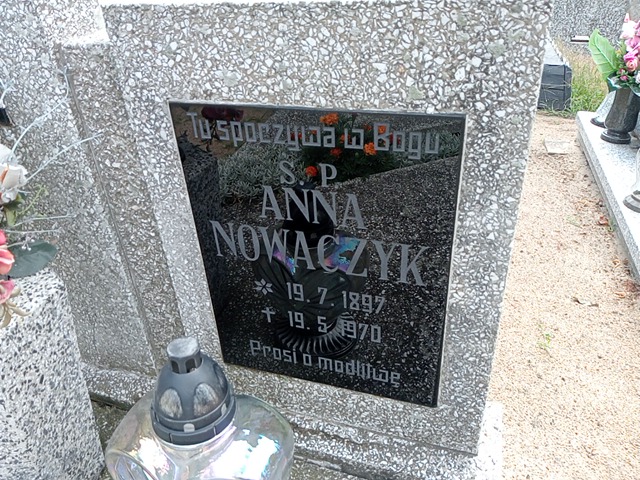 Tu spoczywa w Bogu
Ś. P.
ANNA
NOWACZYK
* 19. 7. 1897
† 19. 5. 1970
Prosi o modlitwę